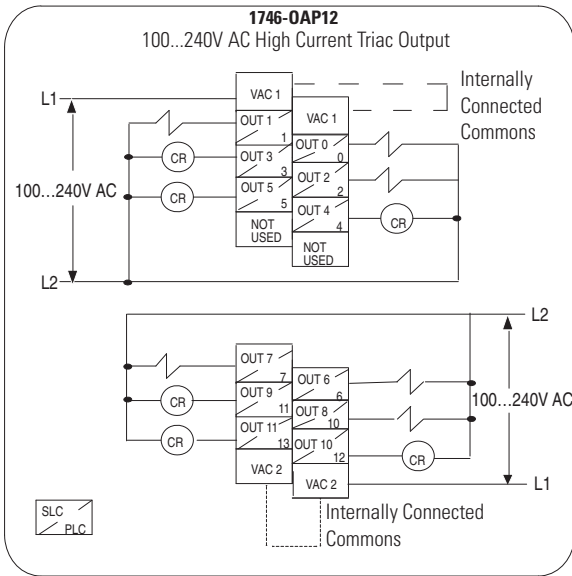 1746-OAP12
100...240V AC High Current Triac Output
Internally
Connected
Commons
L1
VAC 1
VAC 1
OUT 1
1
OUT 0
0
CR
OUT 3
3
OUT 2
2
100...240V AC
CR
OUT 5
5
OUT 4
4
CR
NOT
USED
NOT
USED
L2
L2
OUT 7
7
OUT 6
6
CR
OUT 9
11
OUT 8
10
100...240V AC
CR
OUT 11
13
OUT 10
12
CR
VAC 2
VAC 2
L1
SLC
PLC
Internally Connected
Commons